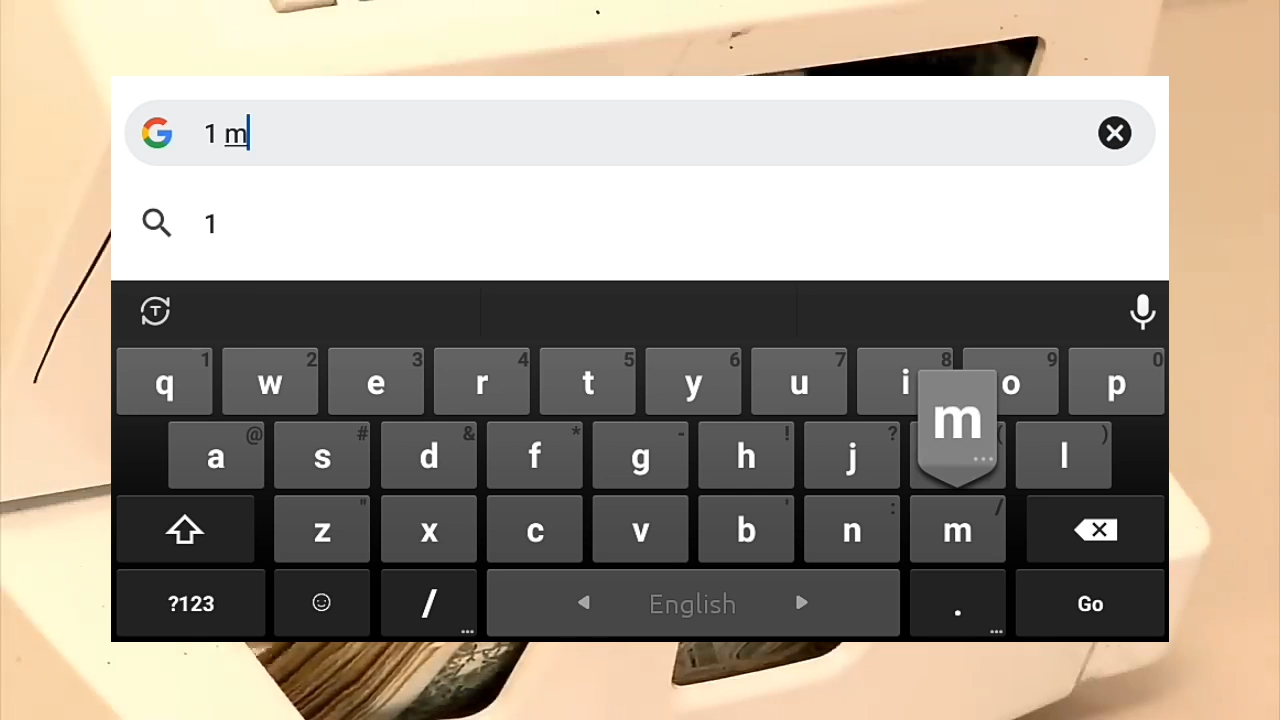 1 m
1
1 2 3 4 5 6 7 8 9 0
q w e r t y u i o p
m
@ # & * - ! ? ( )
a s d f g h j l
" ' : /
z x c v b n m
?123 / English . Go